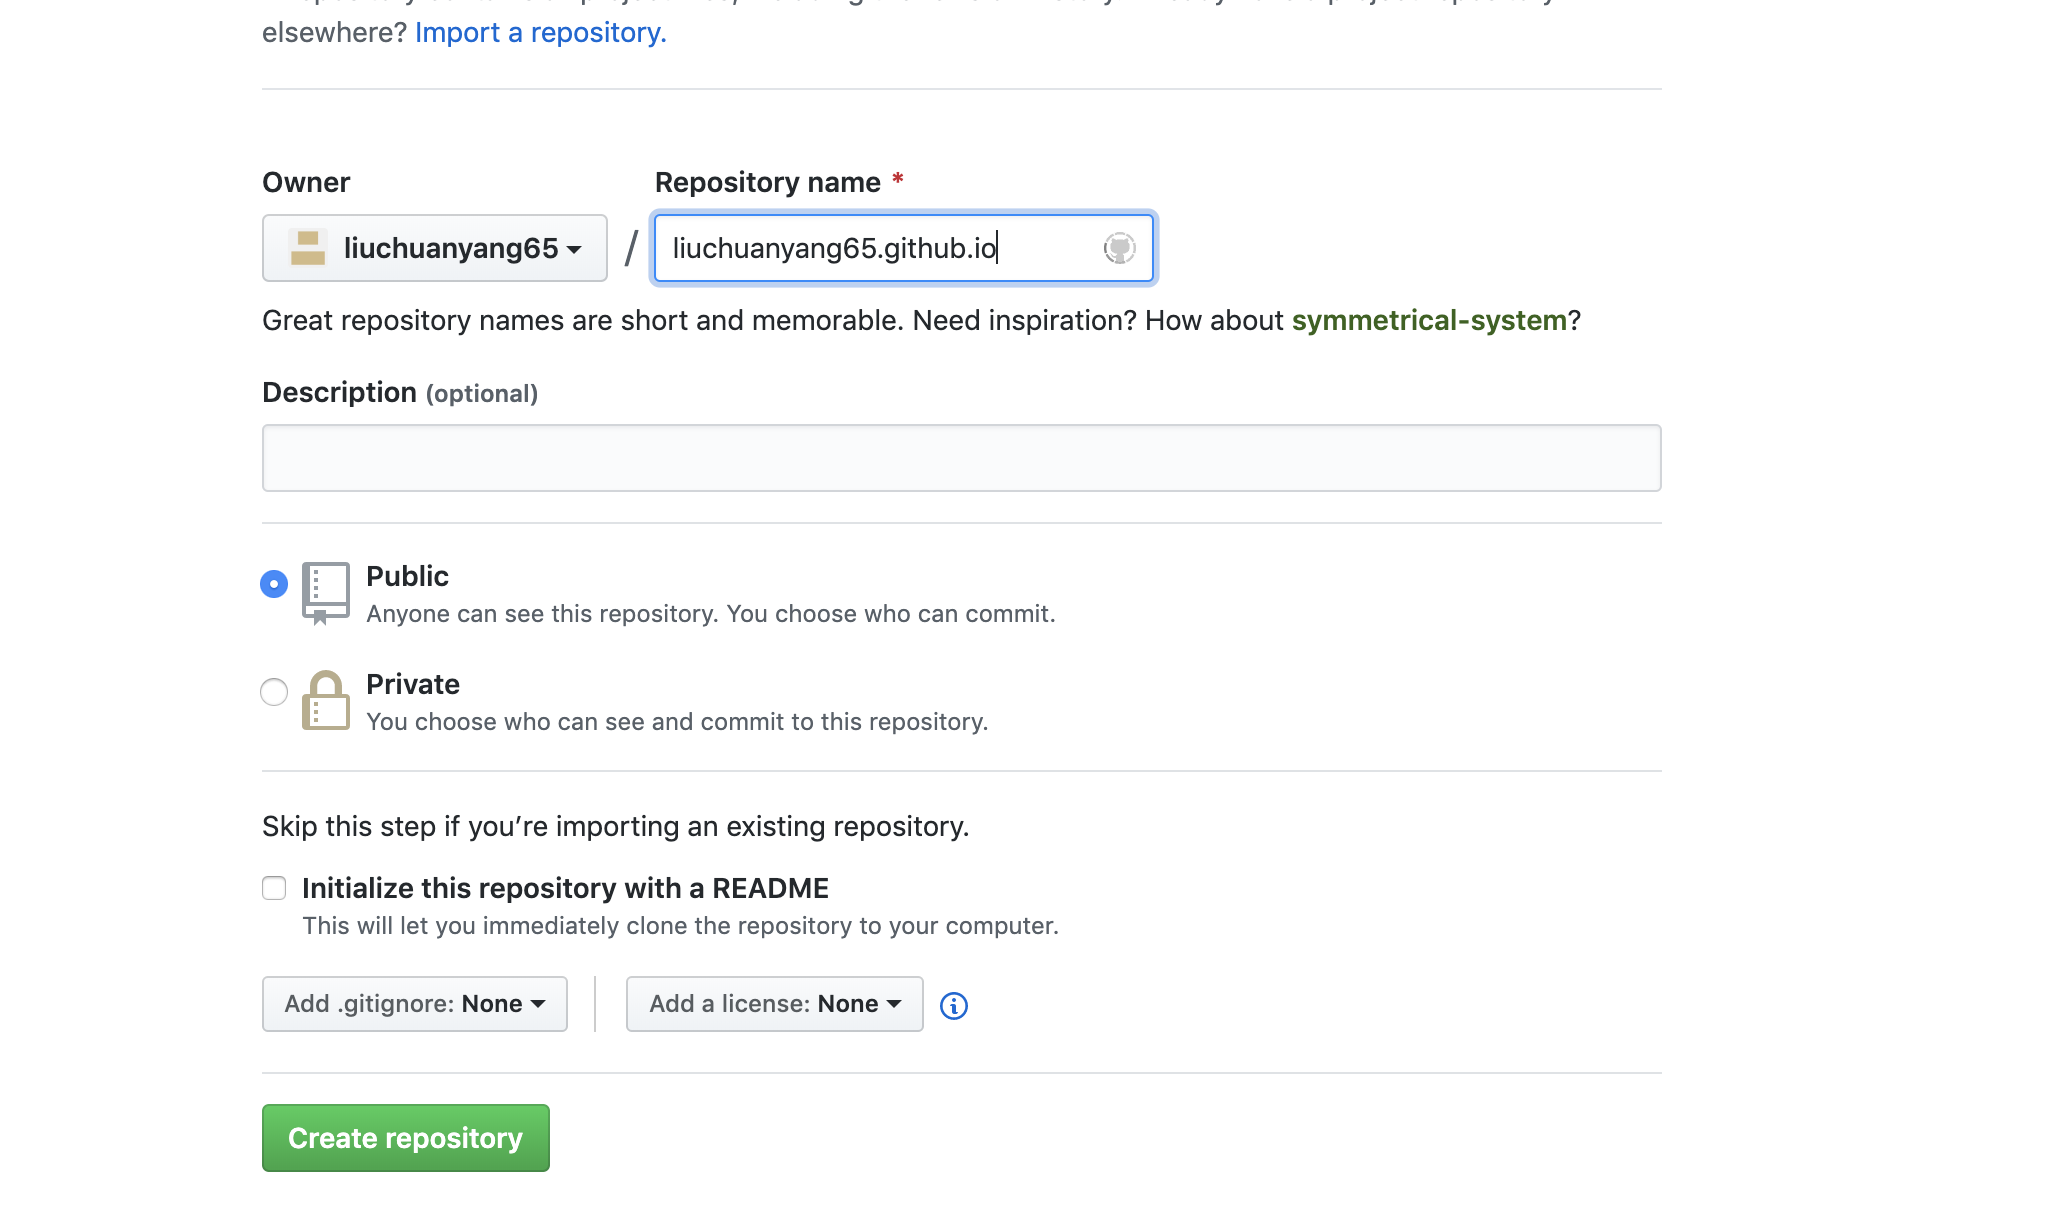 elsewhere? Import a repository.
Owner
Repository name *
liuchuanyang65 / liuchuanyang65.github.io
Great repository names are short and memorable. Need inspiration? How about symmetrical-system?
Description (optional)
Public
Anyone can see this repository. You choose who can commit.
Private
You choose who can see and commit to this repository.
Skip this step if you’re importing an existing repository.
Initialize this repository with a README
This will let you immediately clone the repository to your computer.
Add .gitignore: None
Add a license: None
Create repository